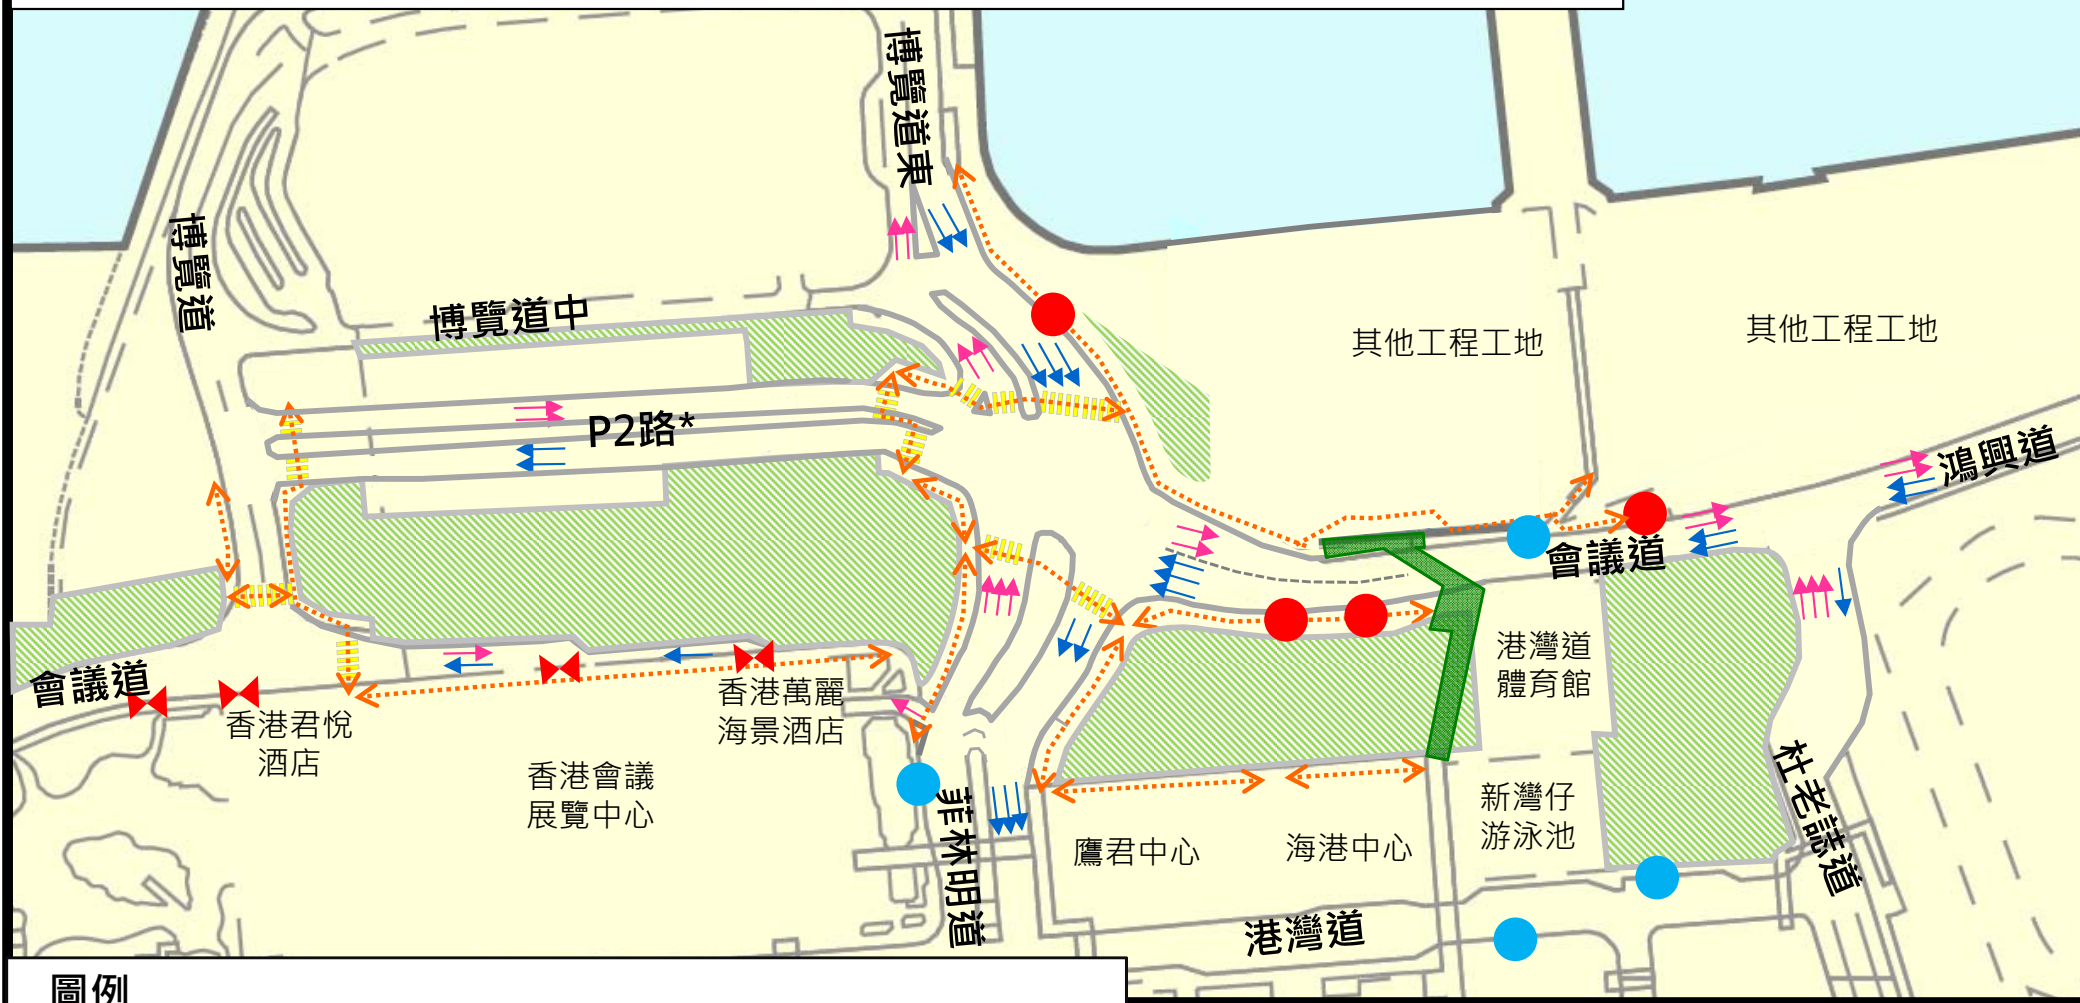 博覽道東
博覽道
博覽道中
其他工程工地
其他工程工地
P2路*
鴻興道
會議道
港灣道
體育館
會議道
香港君悅
酒店
香港萬麗
海景酒店
香港會議
展覽中心
菲林明道
鷹君中心
海港中心
新灣仔
游泳池
杜老誌道
港灣道
圖例